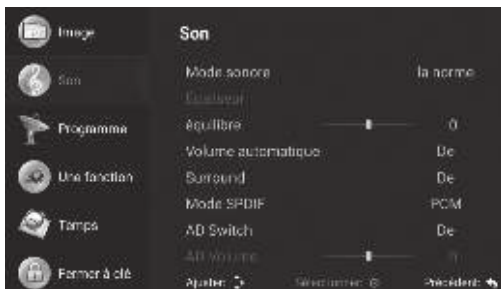 Image
Son
Programme
Une fonction
Temps
Fermer à clé
Son
Mode sonore la norme
Égaliseur
équilibre 0
Volume automatique De
Surround De
Mode SPDIF PCM
AD Switch De
AD Volume 0
Ajuster: Sélectionner: Précédent: